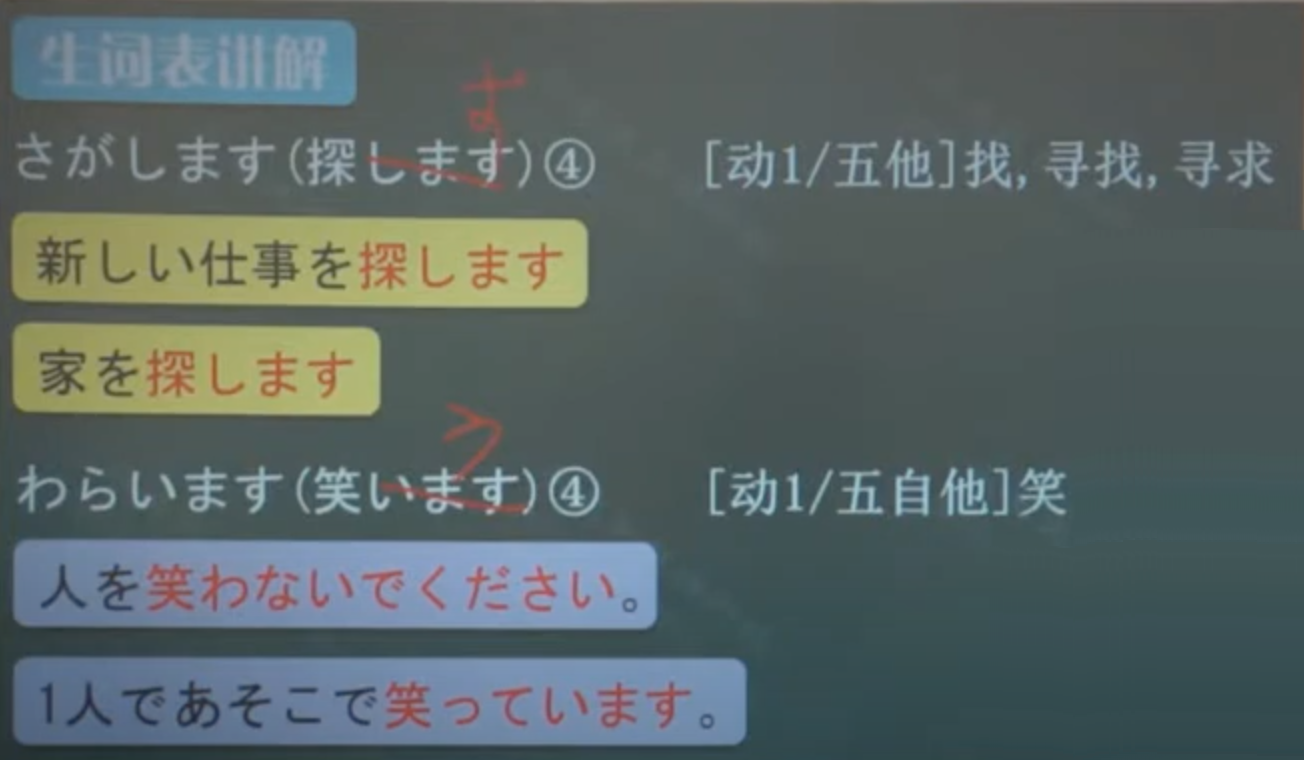 生词表讲解
す
さがします(探します)④ [动1/五他]找,寻找,寻求
新しい仕事を探します
家を探します
う
わらいます(笑います)④ [动1/五自他]笑
人を笑わないでください。
1人であそこで笑っています。